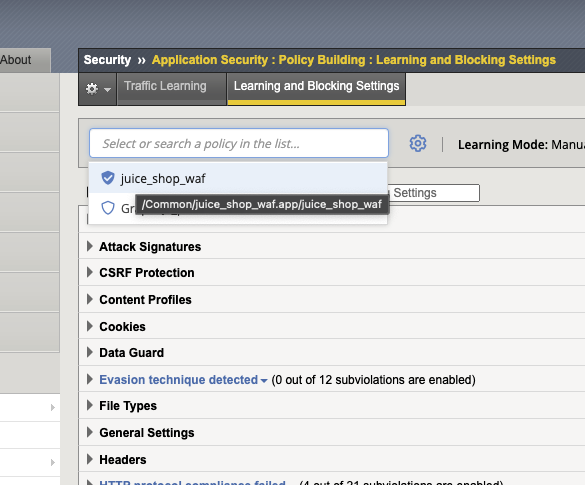 About
Security ›› Application Security : Policy Building : Learning and Blocking Settings
Traffic Learning
Learning and Blocking Settings
Select or search a policy in the list...
Learning Mode: Manu
juice_shop_waf
Settings
/Common/juice_shop_waf.app/juice_shop_waf
Attack Signatures
CSRF Protection
Content Profiles
Cookies
Data Guard
Evasion technique detected (0 out of 12 subviolations are enabled)
File Types
General Settings
Headers
HTTP protocol compliance failed (4 out of 21 subviolations are enabled)